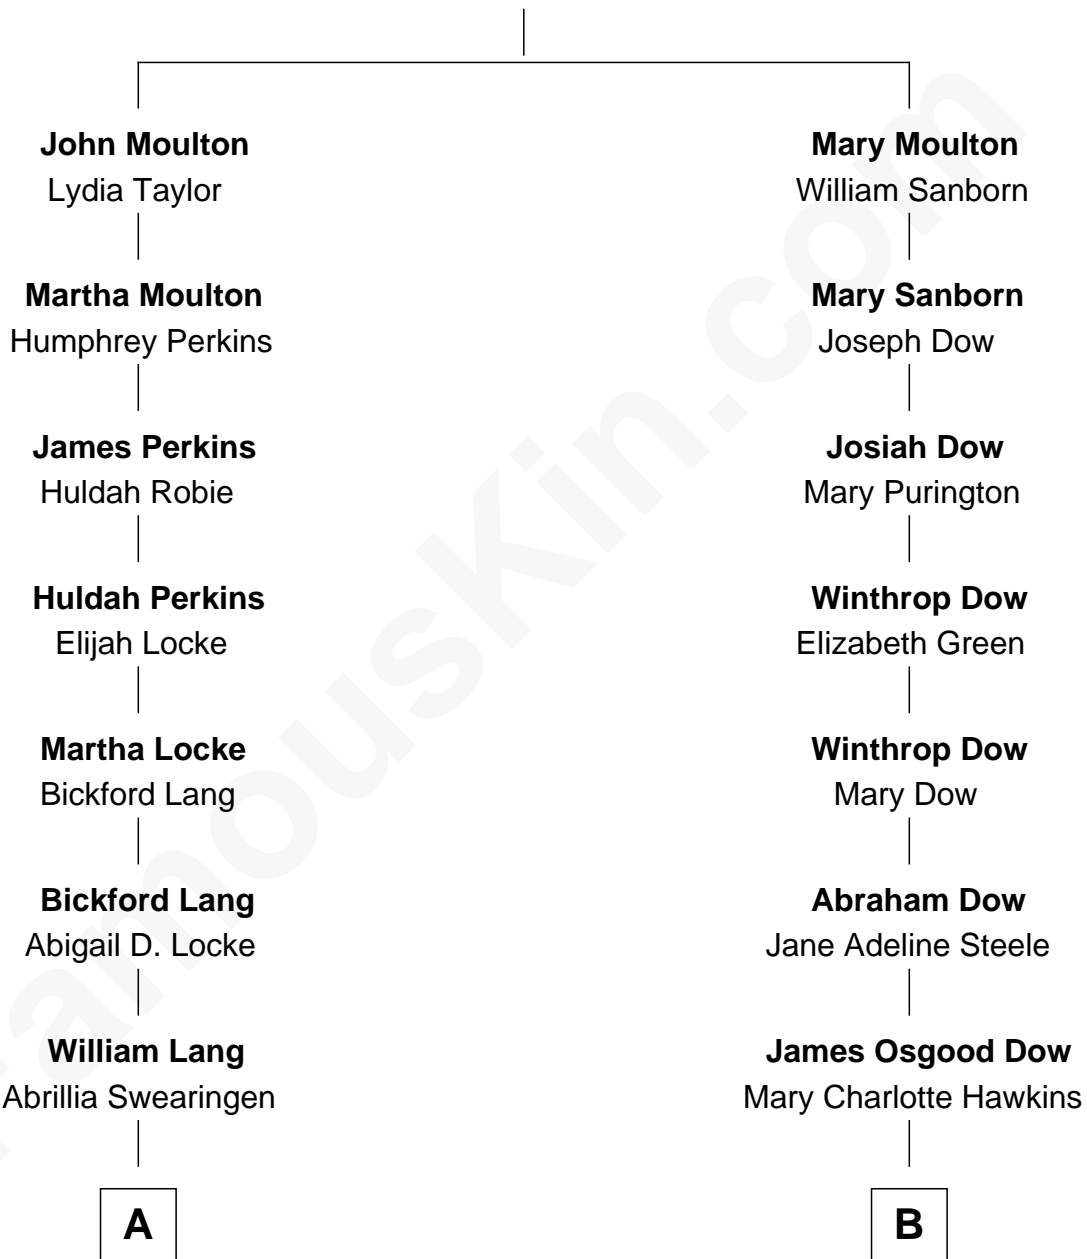 John Moulton
Lydia Taylor
Martha Moulton
Humphrey Perkins
James Perkins
Huldah Robie
Huldah Perkins
Elijah Locke
Martha Locke
Bickford Lang
Bickford Lang
Abigail D. Locke
William Lang
Abrillia Swearingen
A
Mary Moulton
William Sanborn
Mary Sanborn
Joseph Dow
Josiah Dow
Mary Purington
Winthrop Dow
Elizabeth Green
Winthrop Dow
Mary Dow
Abraham Dow
Jane Adeline Steele
James Osgood Dow
Mary Charlotte Hawkins
B
FamousKin.com